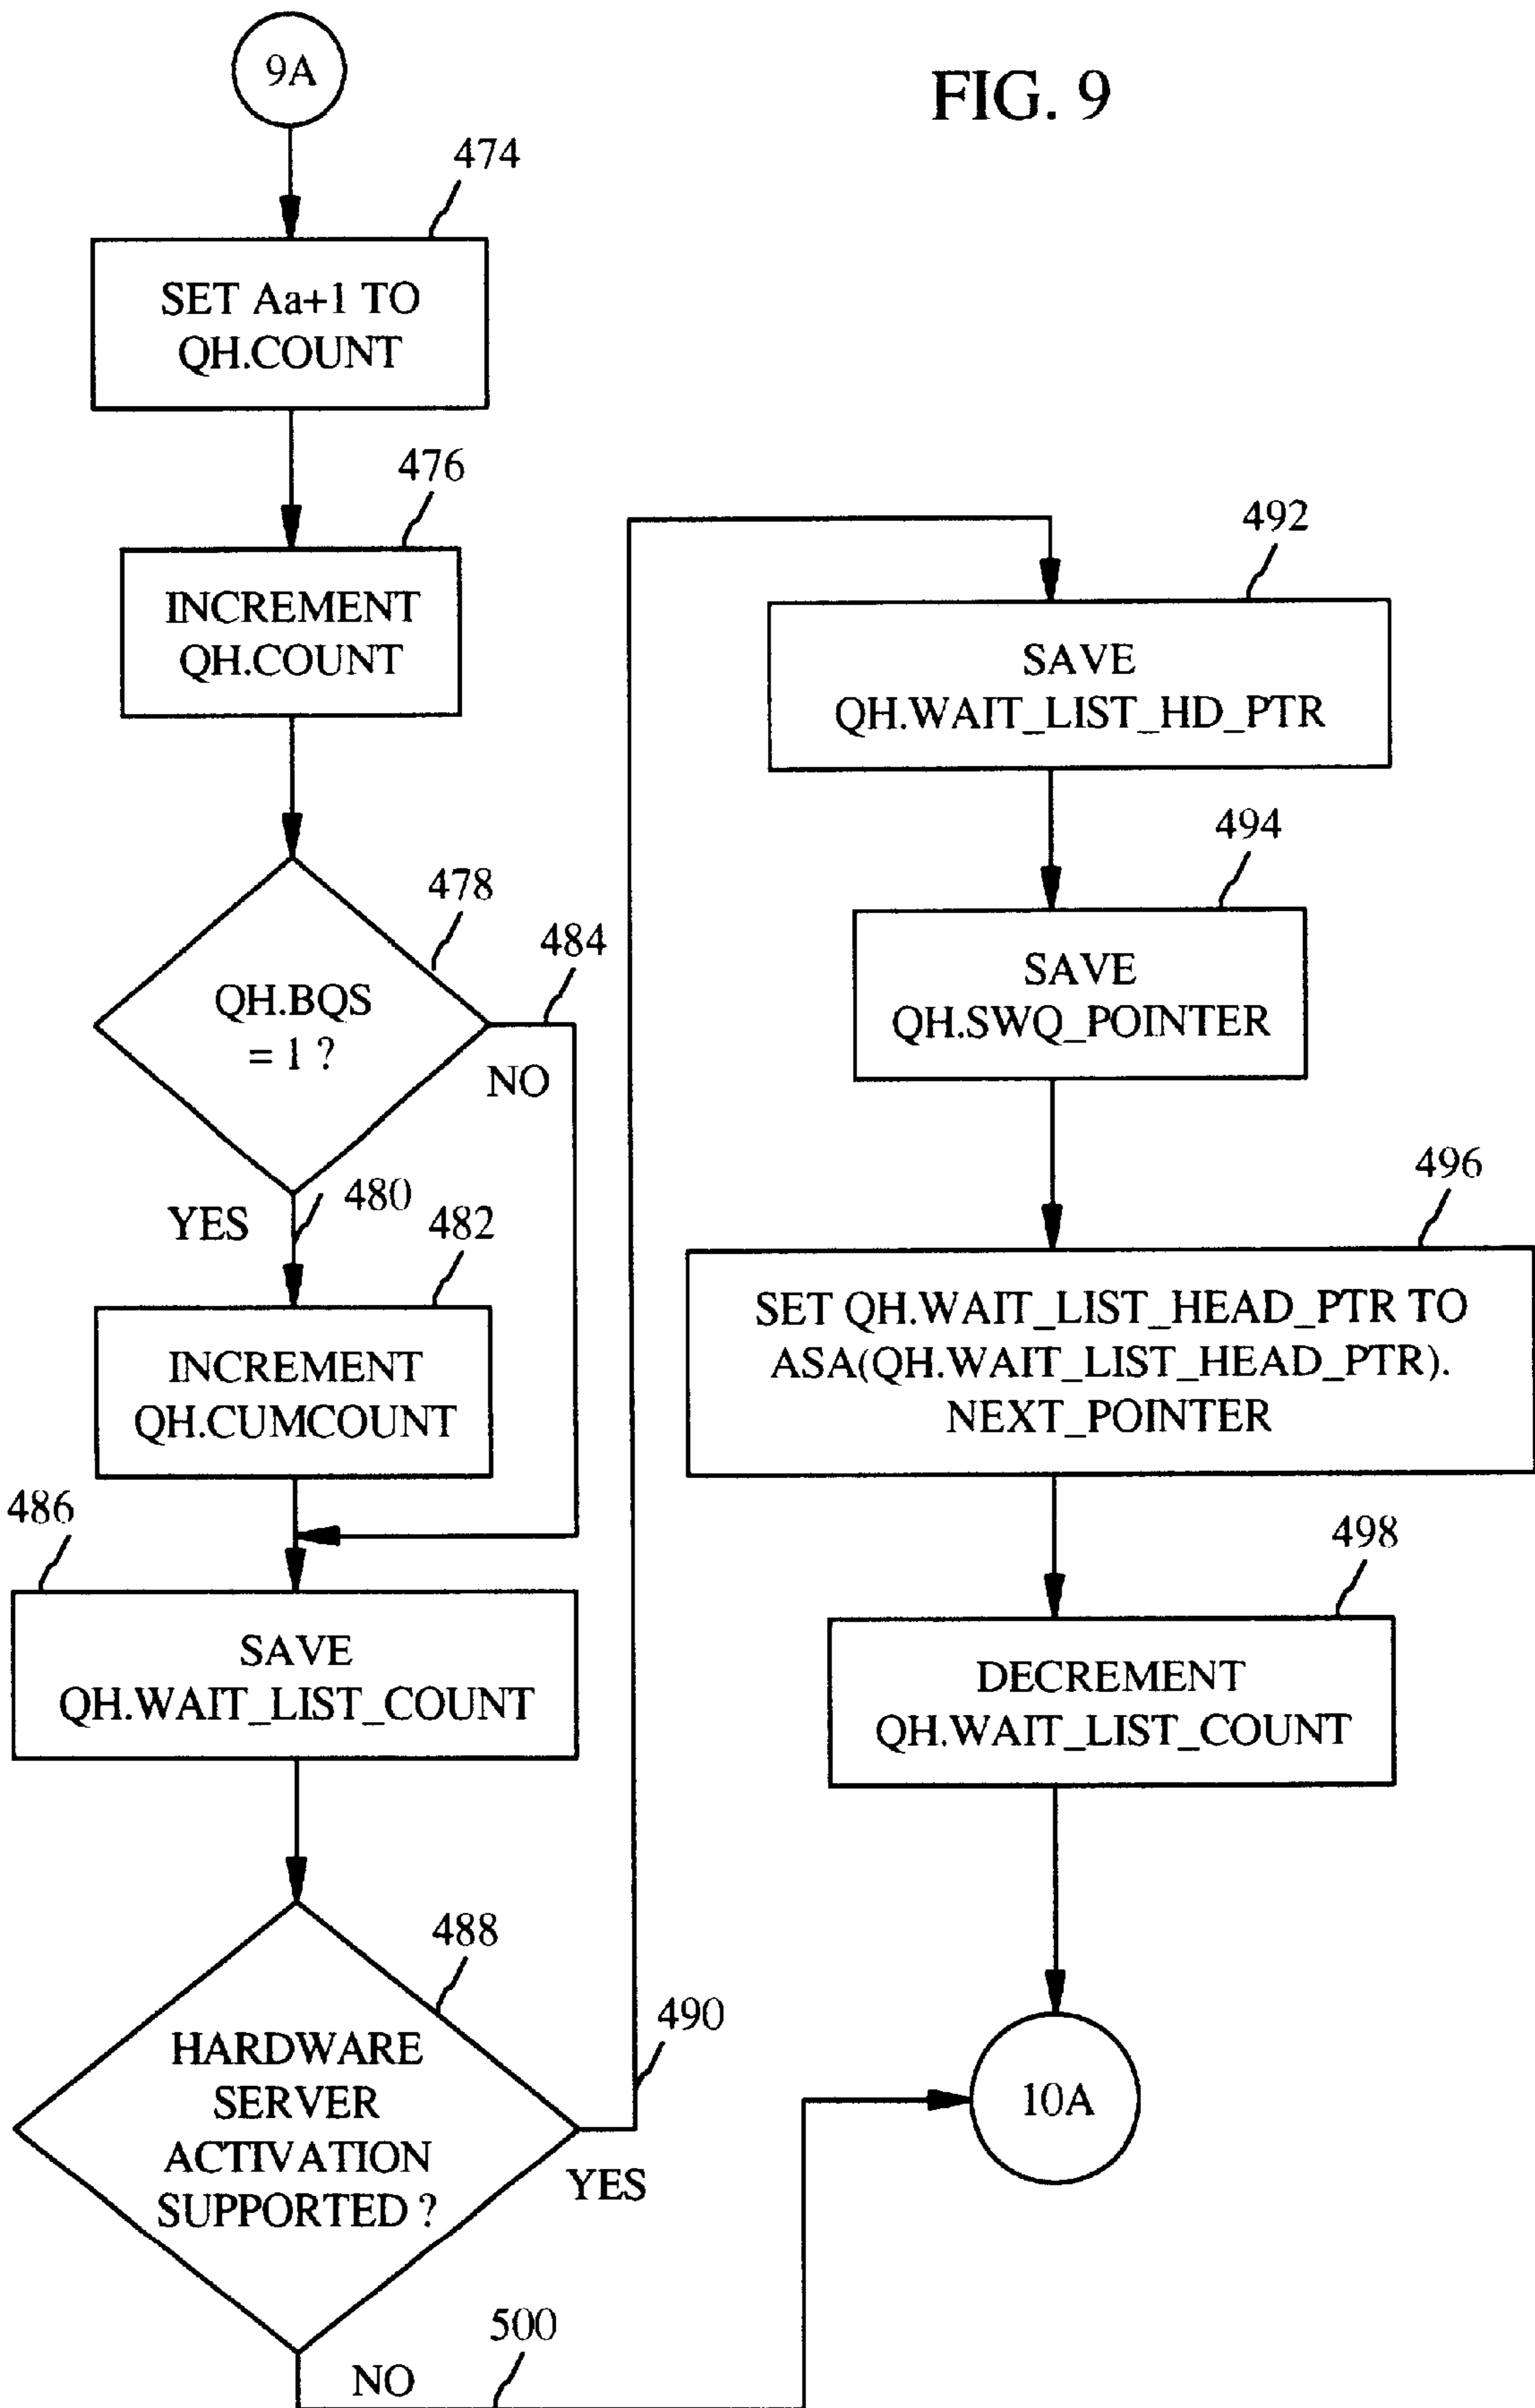 FIG. 9
9A
474
SET Aa+1 TO
QH.COUNT
476
INCREMENT
QH.COUNT
478
QH.BQS
= 1 ?
484
NO
480
YES
482
INCREMENT
QH.CUMCOUNT
486
SAVE
QH.WAIT_LIST_COUNT
488
HARDWARE
SERVER
ACTIVATION
SUPPORTED ?
490
YES
500
NO
492
SAVE
QH.WAIT_LIST_HD_PTR
494
SAVE
QH.SWQ_POINTER
496
SET QH.WAIT_LIST_HEAD_PTR TO
ASA(QH.WAIT_LIST_HEAD_PTR).
NEXT_POINTER
498
DECREMENT
QH.WAIT_LIST_COUNT
10A